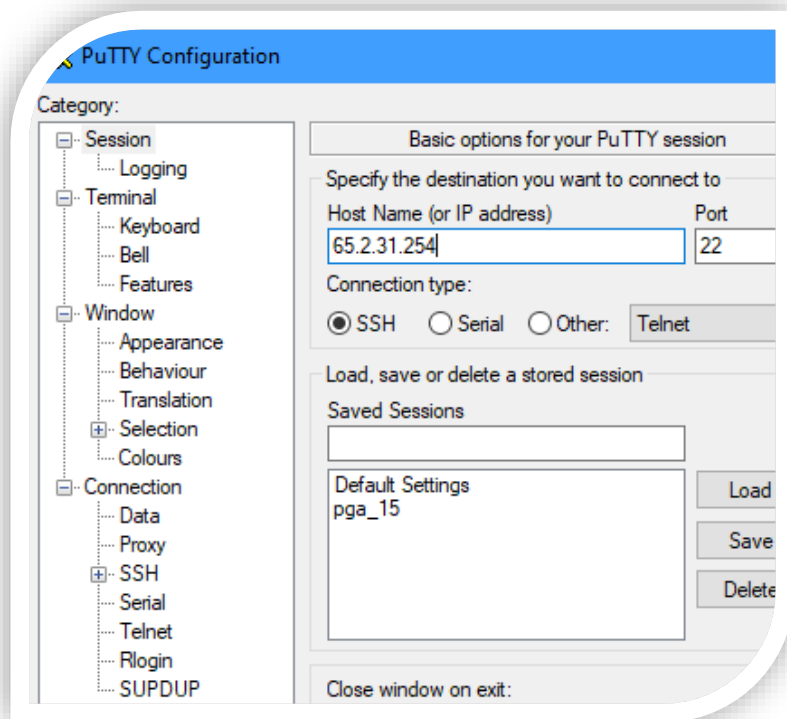 PuTTY Configuration
Category:
Session
Logging
Terminal
Keyboard
Bell
Features
Window
Appearance
Behaviour
Translation
Selection
Colours
Connection
Data
Proxy
SSH
Serial
Telnet
Rlogin
SUPDUP
Basic options for your PuTTY session
Specify the destination you want to connect to
Host Name (or IP address) Port
65.2.31.254 22
Connection type:
SSH Serial Other: Telnet
Load, save or delete a stored session
Saved Sessions
Default Settings
pga_15
Load
Save
Delete
Close window on exit: